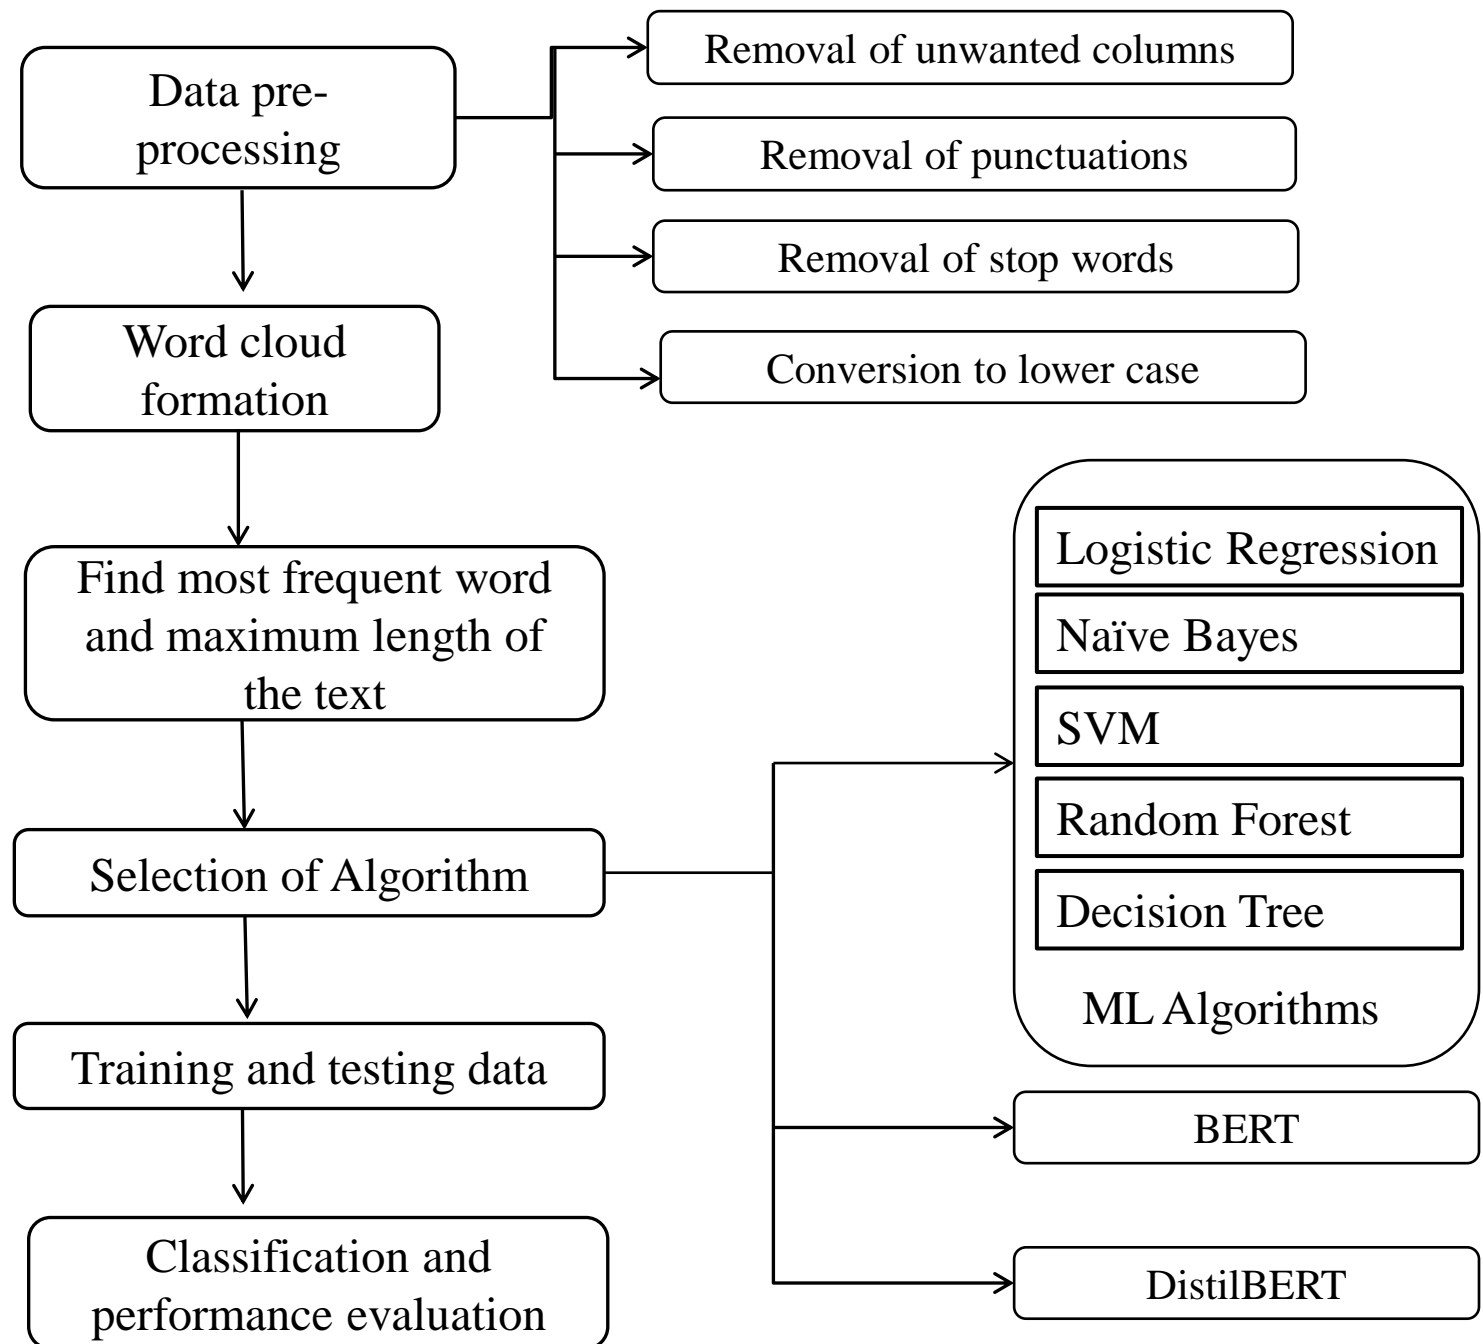 Data pre-
processing
Removal of unwanted columns
Removal of punctuations
Removal of stop words
Conversion to lower case
Word cloud
formation
Find most frequent word
and maximum length of
the text
Selection of Algorithm
Training and testing data
Classification and
performance evaluation
Logistic Regression
Naïve Bayes
SVM
Random Forest
Decision Tree
ML Algorithms
BERT
DistilBERT